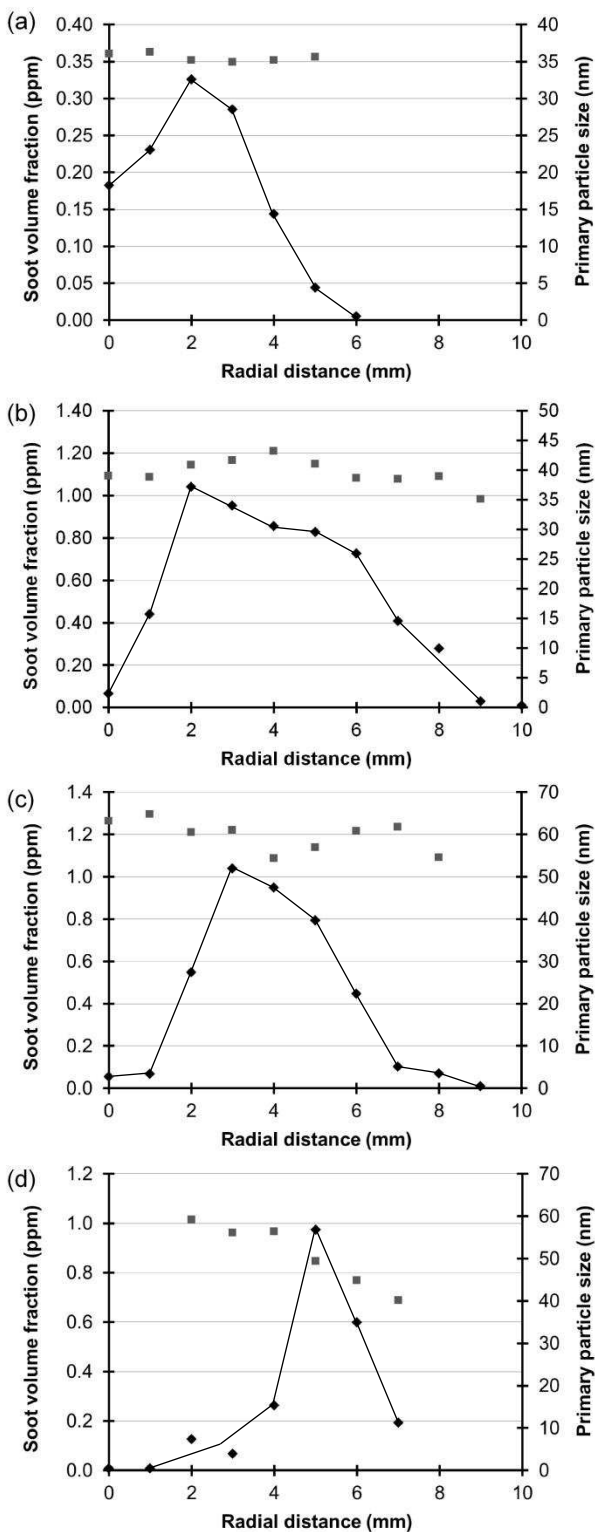 (a)
0.40 40
0.35 35
0.30 30
0.25 25
0.20 20
0.15 15
0.10 10
0.05 5
0.00 0
0 2 4 6 8 10
Soot volume fraction (ppm)
Primary particle size (nm)
Radial distance (mm)
(b)
1.40 50
45
1.20 40
1.00 35
0.80 30
25
0.60 20
0.40 15
10
0.20 5
0.00 0
0 2 4 6 8 10
Soot volume fraction (ppm)
Primary particle size (nm)
Radial distance (mm)
(c)
1.4 70
1.2 60
1.0 50
0.8 40
0.6 30
0.4 20
0.2 10
0.0 0
0 2 4 6 8 10
Soot volume fraction (ppm)
Primary particle size (nm)
Radial distance (mm)
(d)
1.2 70
60
1.0 50
0.8 40
0.6 30
0.4 20
0.2 10
0.0 0
0 2 4 6 8 10
Soot volume fraction (ppm)
Primary particle size (nm)
Radial distance (mm)